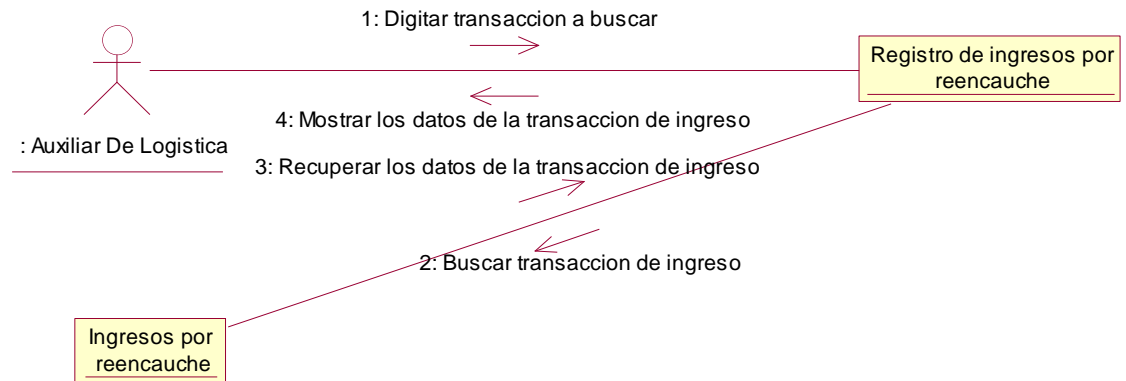 1: Digitar transaccion a buscar
Registro de ingresos por
reencauche
4: Mostrar los datos de la transaccion de ingreso
: Auxiliar De Logistica
3: Recuperar los datos de la transaccion de ingreso
2: Buscar transaccion de ingreso
Ingresos por
reencauche